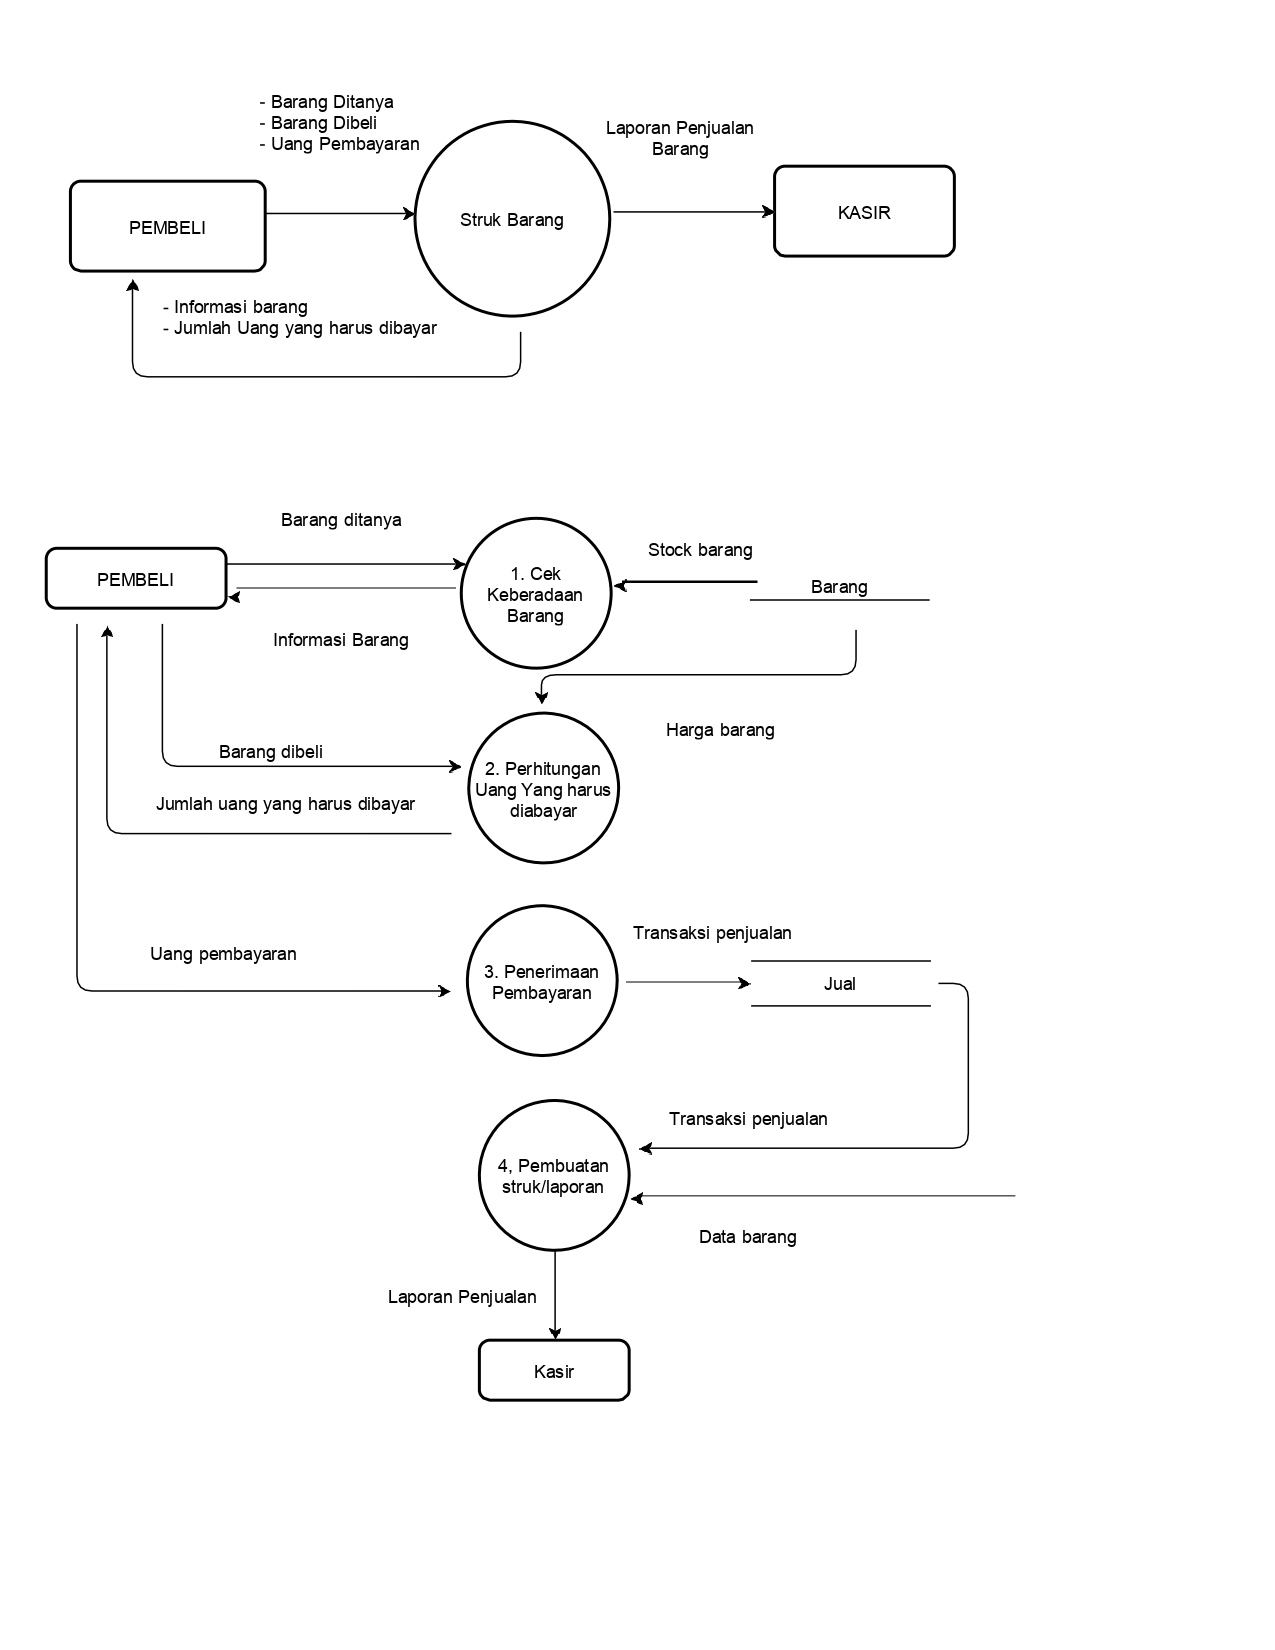 - Barang Ditanya
- Barang Dibeli
- Uang Pembayaran
Laporan Penjualan
Barang
PEMBELI
Struk Barang
KASIR
- Informasi barang
- Jumlah Uang yang harus dibayar
Barang ditanya
PEMBELI
1. Cek
Keberadaan
Barang
Stock barang
Barang
Informasi Barang
Harga barang
Barang dibeli
2. Perhitungan
Uang Yang harus
diabayar
Jumlah uang yang harus dibayar
Uang pembayaran
3. Penerimaan
Pembayaran
Transaksi penjualan
Jual
Transaksi penjualan
4, Pembuatan
struk/laporan
Data barang
Laporan Penjualan
Kasir